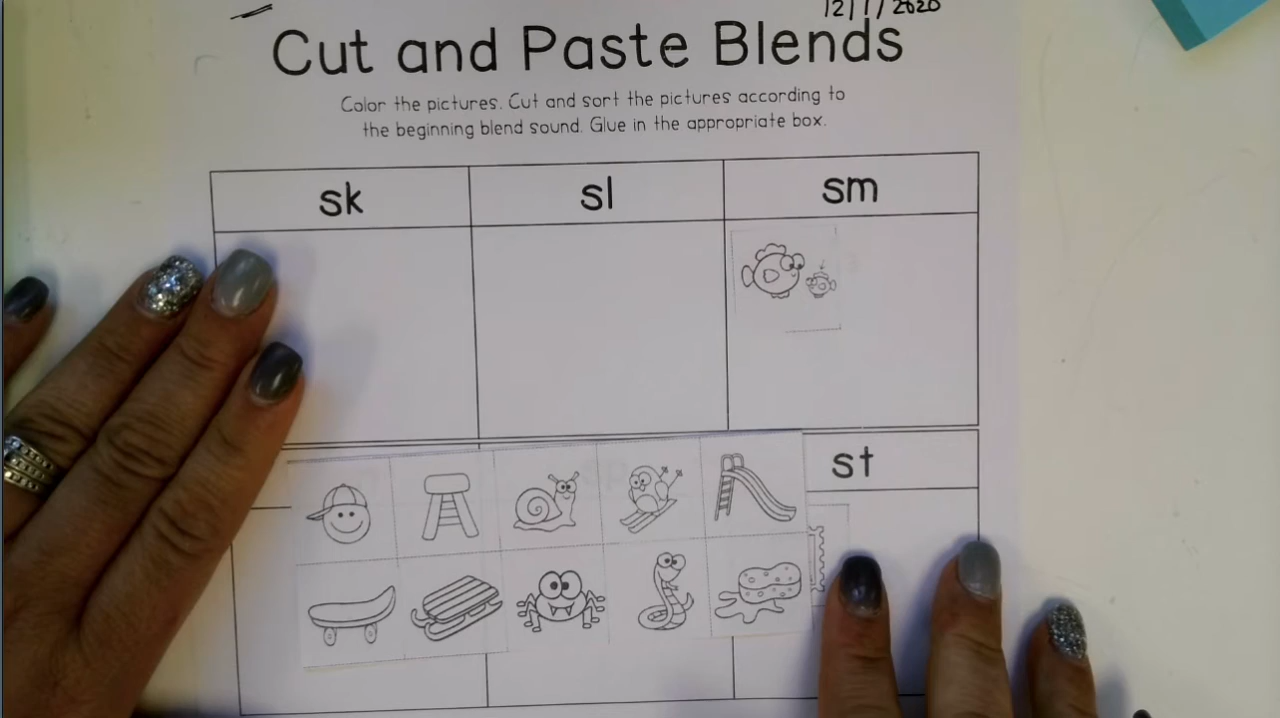 12/1/2020
Cut and Paste Blends
Color the pictures. Cut and sort the pictures according to
the beginning blend sound. Glue in the appropriate box.
sk sl sm
st